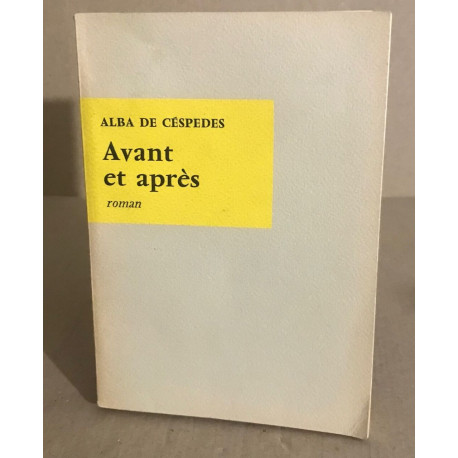 ALBA DE CÉSPEDES
Avant
et après
roman